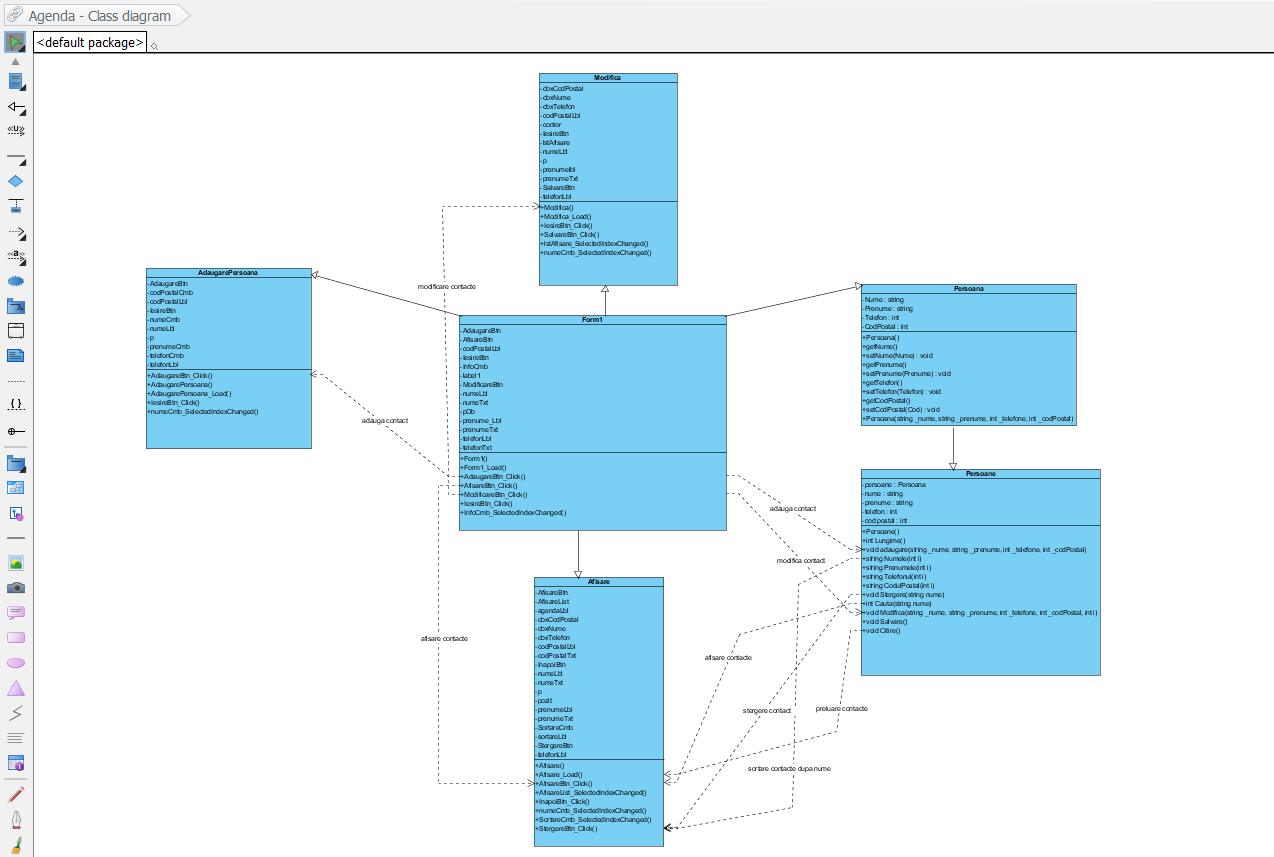 Agenda - Class diagram
<default package>
Modifica
-cbxCodPostal
-cbxNume
-cbxTelefon
-codPostalLbl
-contor
-IesireBtn
-lstAfisare
-numeLbl
-p
-prenumelbl
-prenumeTxt
-SalvareBtn
-telefonLbl
+Modifica()
+Modifica_Load()
+IesireBtn_Click()
+SalvareBtn_Click()
+lstAfisare_SelectedIndexChanged()
+numeCmb_SelectedIndexChanged()
AdaugarePersoana
-AdaugareBtn
-codPostalCmb
-codPostalLbl
-IesireBtn
-numeCmb
-numeLbl
-p
-prenumeCmb
-telefonCmb
-telefonLbl
+AdaugareBtn_Click()
+AdaugarePersoana()
+AdaugarePersoana_Load()
+IesireBtn_Click()
+numeCmb_SelectedIndexChanged()
modificare contacte
adauga contact
Form1
-AdaugareBtn
-AfisareBtn
-codPostalLbl
-IesireBtn
-InfoCmb
-label1
-ModificareBtn
-numeLbl
-numeTxt
-pOb
-prenume_Lbl
-prenumeTxt
-telefonLbl
-telefonTxt
+Form1()
+Form1_Load()
+AdaugareBtn_Click()
+AfisareBtn_Click()
+ModificareBtn_Click()
+IesireBtn_Click()
+InfoCmb_SelectedIndexChanged()
Persoana
-Nume : string
-Prenume : string
-Telefon : int
-CodPostal : int
+Persoana()
+getNume()
+setNume(Nume) : void
+getPrenume()
+setPrenume(Prenume) : void
+getTelefon()
+setTelefon(Telefon) : void
+getCodPostal()
+setCodPostal(Cod) : void
+Persoana(string _nume, string _prenume, int _telefone, int _codPostal)
Persoane
-persoane : Persoana
-nume : string
-prenume : string
-telefon : int
-cod postal : int
+Persoane()
+int Lungime()
+void adaugare(string _nume, string _prenume, int _telefone, int _codPostal)
+string Numele(int i)
+string Prenumele(int i)
+string Telefonul(int i)
+string CodulPostal(int i)
+void Stergere(string nume)
+int Cauta(string nume)
+void Modifica(string _nume, string _prenume, int _telefone, int _codPostal, int i)
+void Salvare()
+void Citire()
adauga contact
modifica contact
afisare contacte
Afisare
-AfisareBtn
-AfisareList
-agendaLbl
-cbxCodPostal
-cbxNume
-cbxTelefon
-codPostalLbl
-codPostalTxt
-InapoiBtn
-numeLbl
-numeTxt
-p
-pozit
-prenumeLbl
-prenumeTxt
-SortareCmb
-sortareLbl
-StergereBtn
-telefonLbl
+Afisare()
+Afisare_Load()
+AfisareBtn_Click()
+AfisareList_SelectedIndexChanged()
+InapoiBtn_Click()
+numeCmb_SelectedIndexChanged()
+SortareCmb_SelectedIndexChanged()
+StergereBtn_Click()
afisare contacte
stergere contact
preluare contacte
sortare contacte dupa nume